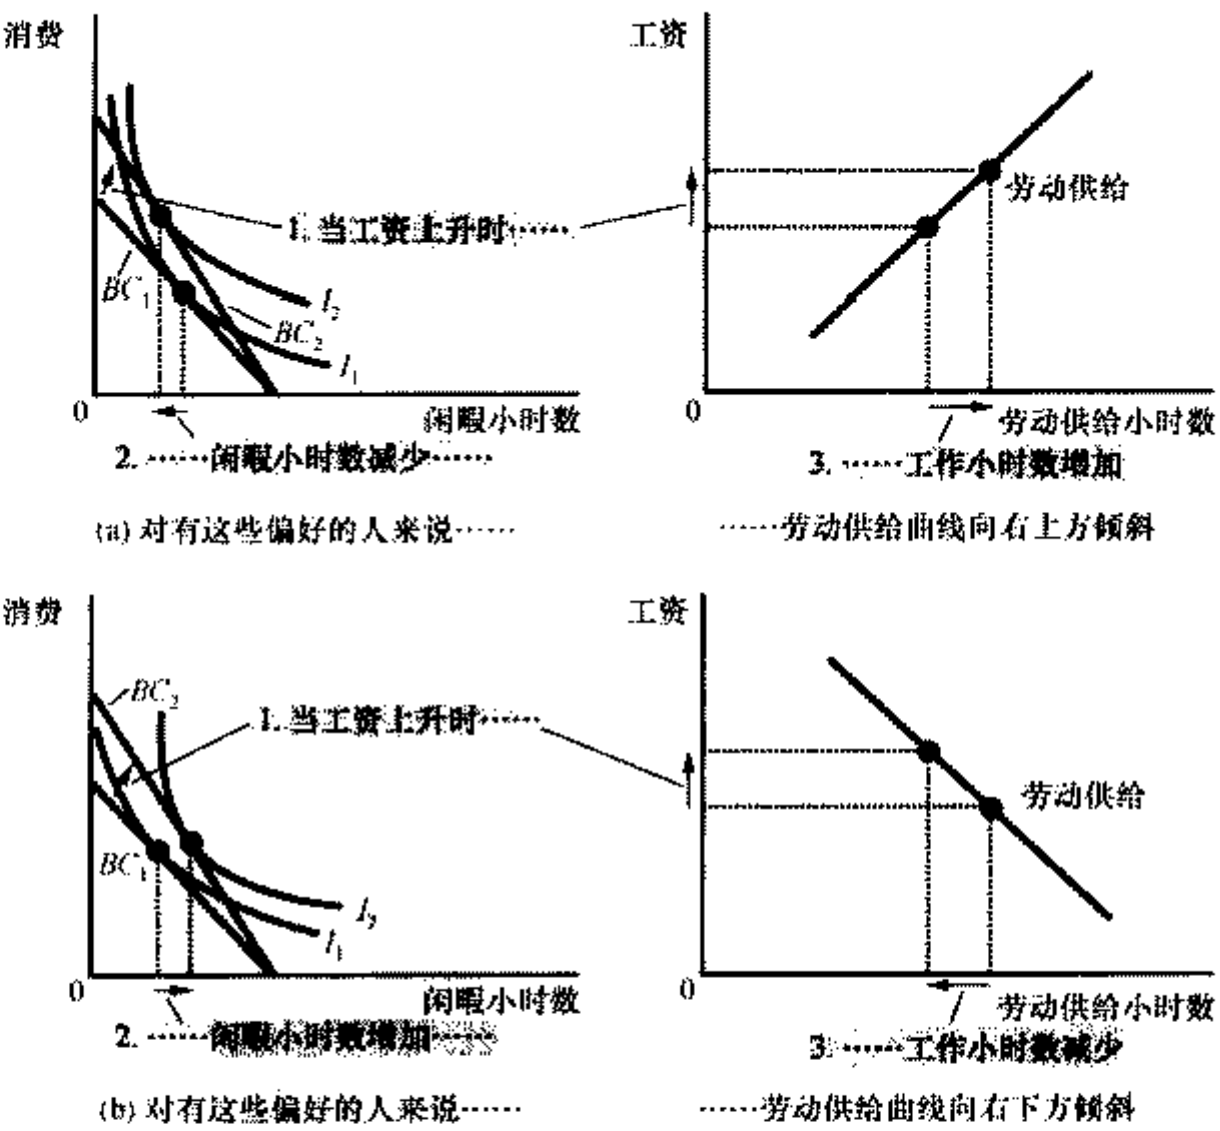 消费
工资
劳动供给
1. 当工资上升时……
BC₁
I₂
BC₂
I₁
0
闲暇小时数
0
劳动供给小时数
2. ……闲暇小时数减少……
3. ……工作小时数增加
(a) 对有这些偏好的人来说……
……劳动供给曲线向右上方倾斜
消费
工资
BC₂
1. 当工资上升时……
劳动供给
BC₁
I₂
I₁
0
闲暇小时数
0
劳动供给小时数
2. ……闲暇小时数增加……
3. ……工作小时数减少
(b) 对有这些偏好的人来说……
……劳动供给曲线向右下方倾斜